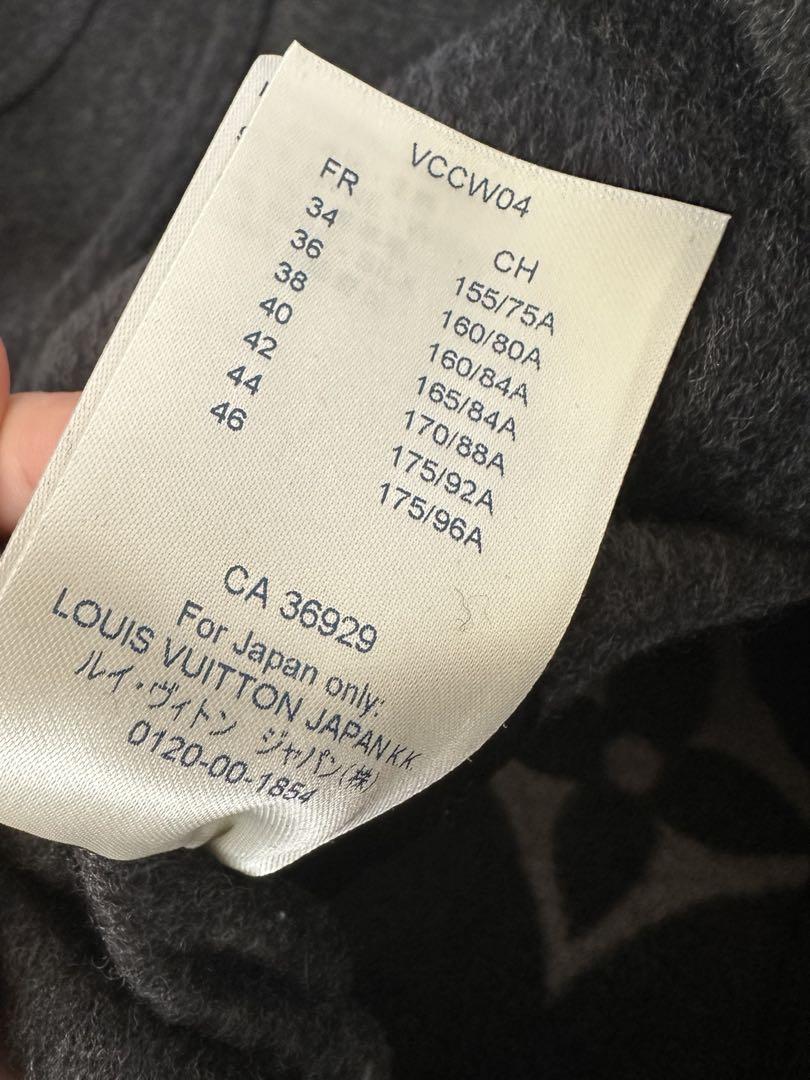 VCCW04
FR CH
34 155/75A
36 160/80A
38 160/84A
40 165/84A
42 170/88A
44 175/92A
46 175/96A
CA 36929
For Japan only:
LOUIS VUITTON JAPAN K.K.
ルイ・ヴィトン ジャパン(株)
0120-00-1854